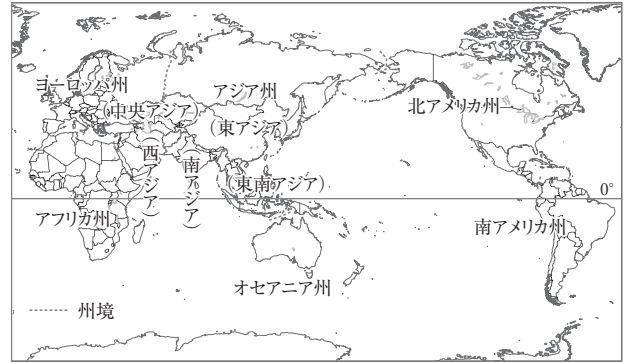 ヨーロッパ州
アジア州
中央アジア
(東アジア)
北アメリカ州
西
アジア)
南
アジア)
(東南アジア)
0°
アフリカ州
南アメリカ州
オセアニア州
州境